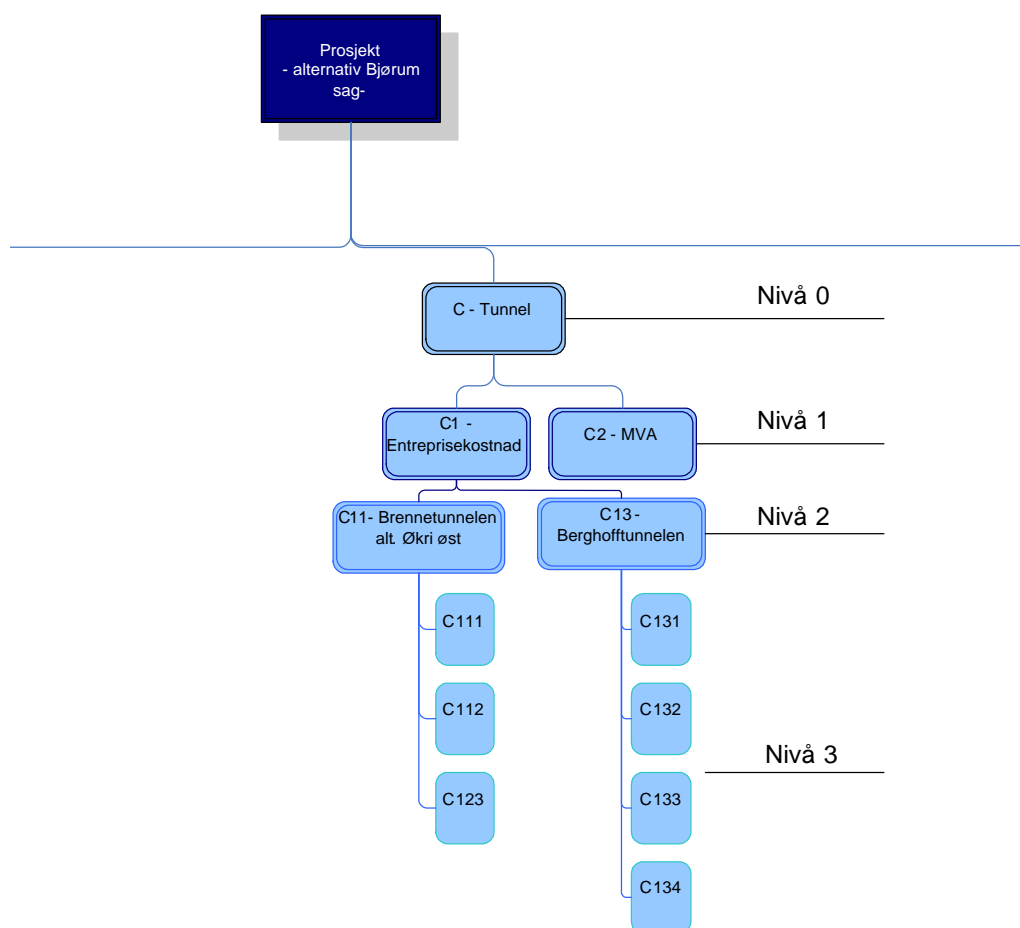 Prosjekt
- alternativ Bjørum
sag-
C - Tunnel
Nivå 0
C1 -
Entreprisekostnad
C2 - MVA
Nivå 1
C11- Brennetunnelen
alt. Økri øst
C13 -
Berghofftunnelen
Nivå 2
C111
C131
C112
C132
Nivå 3
C123
C133
C134